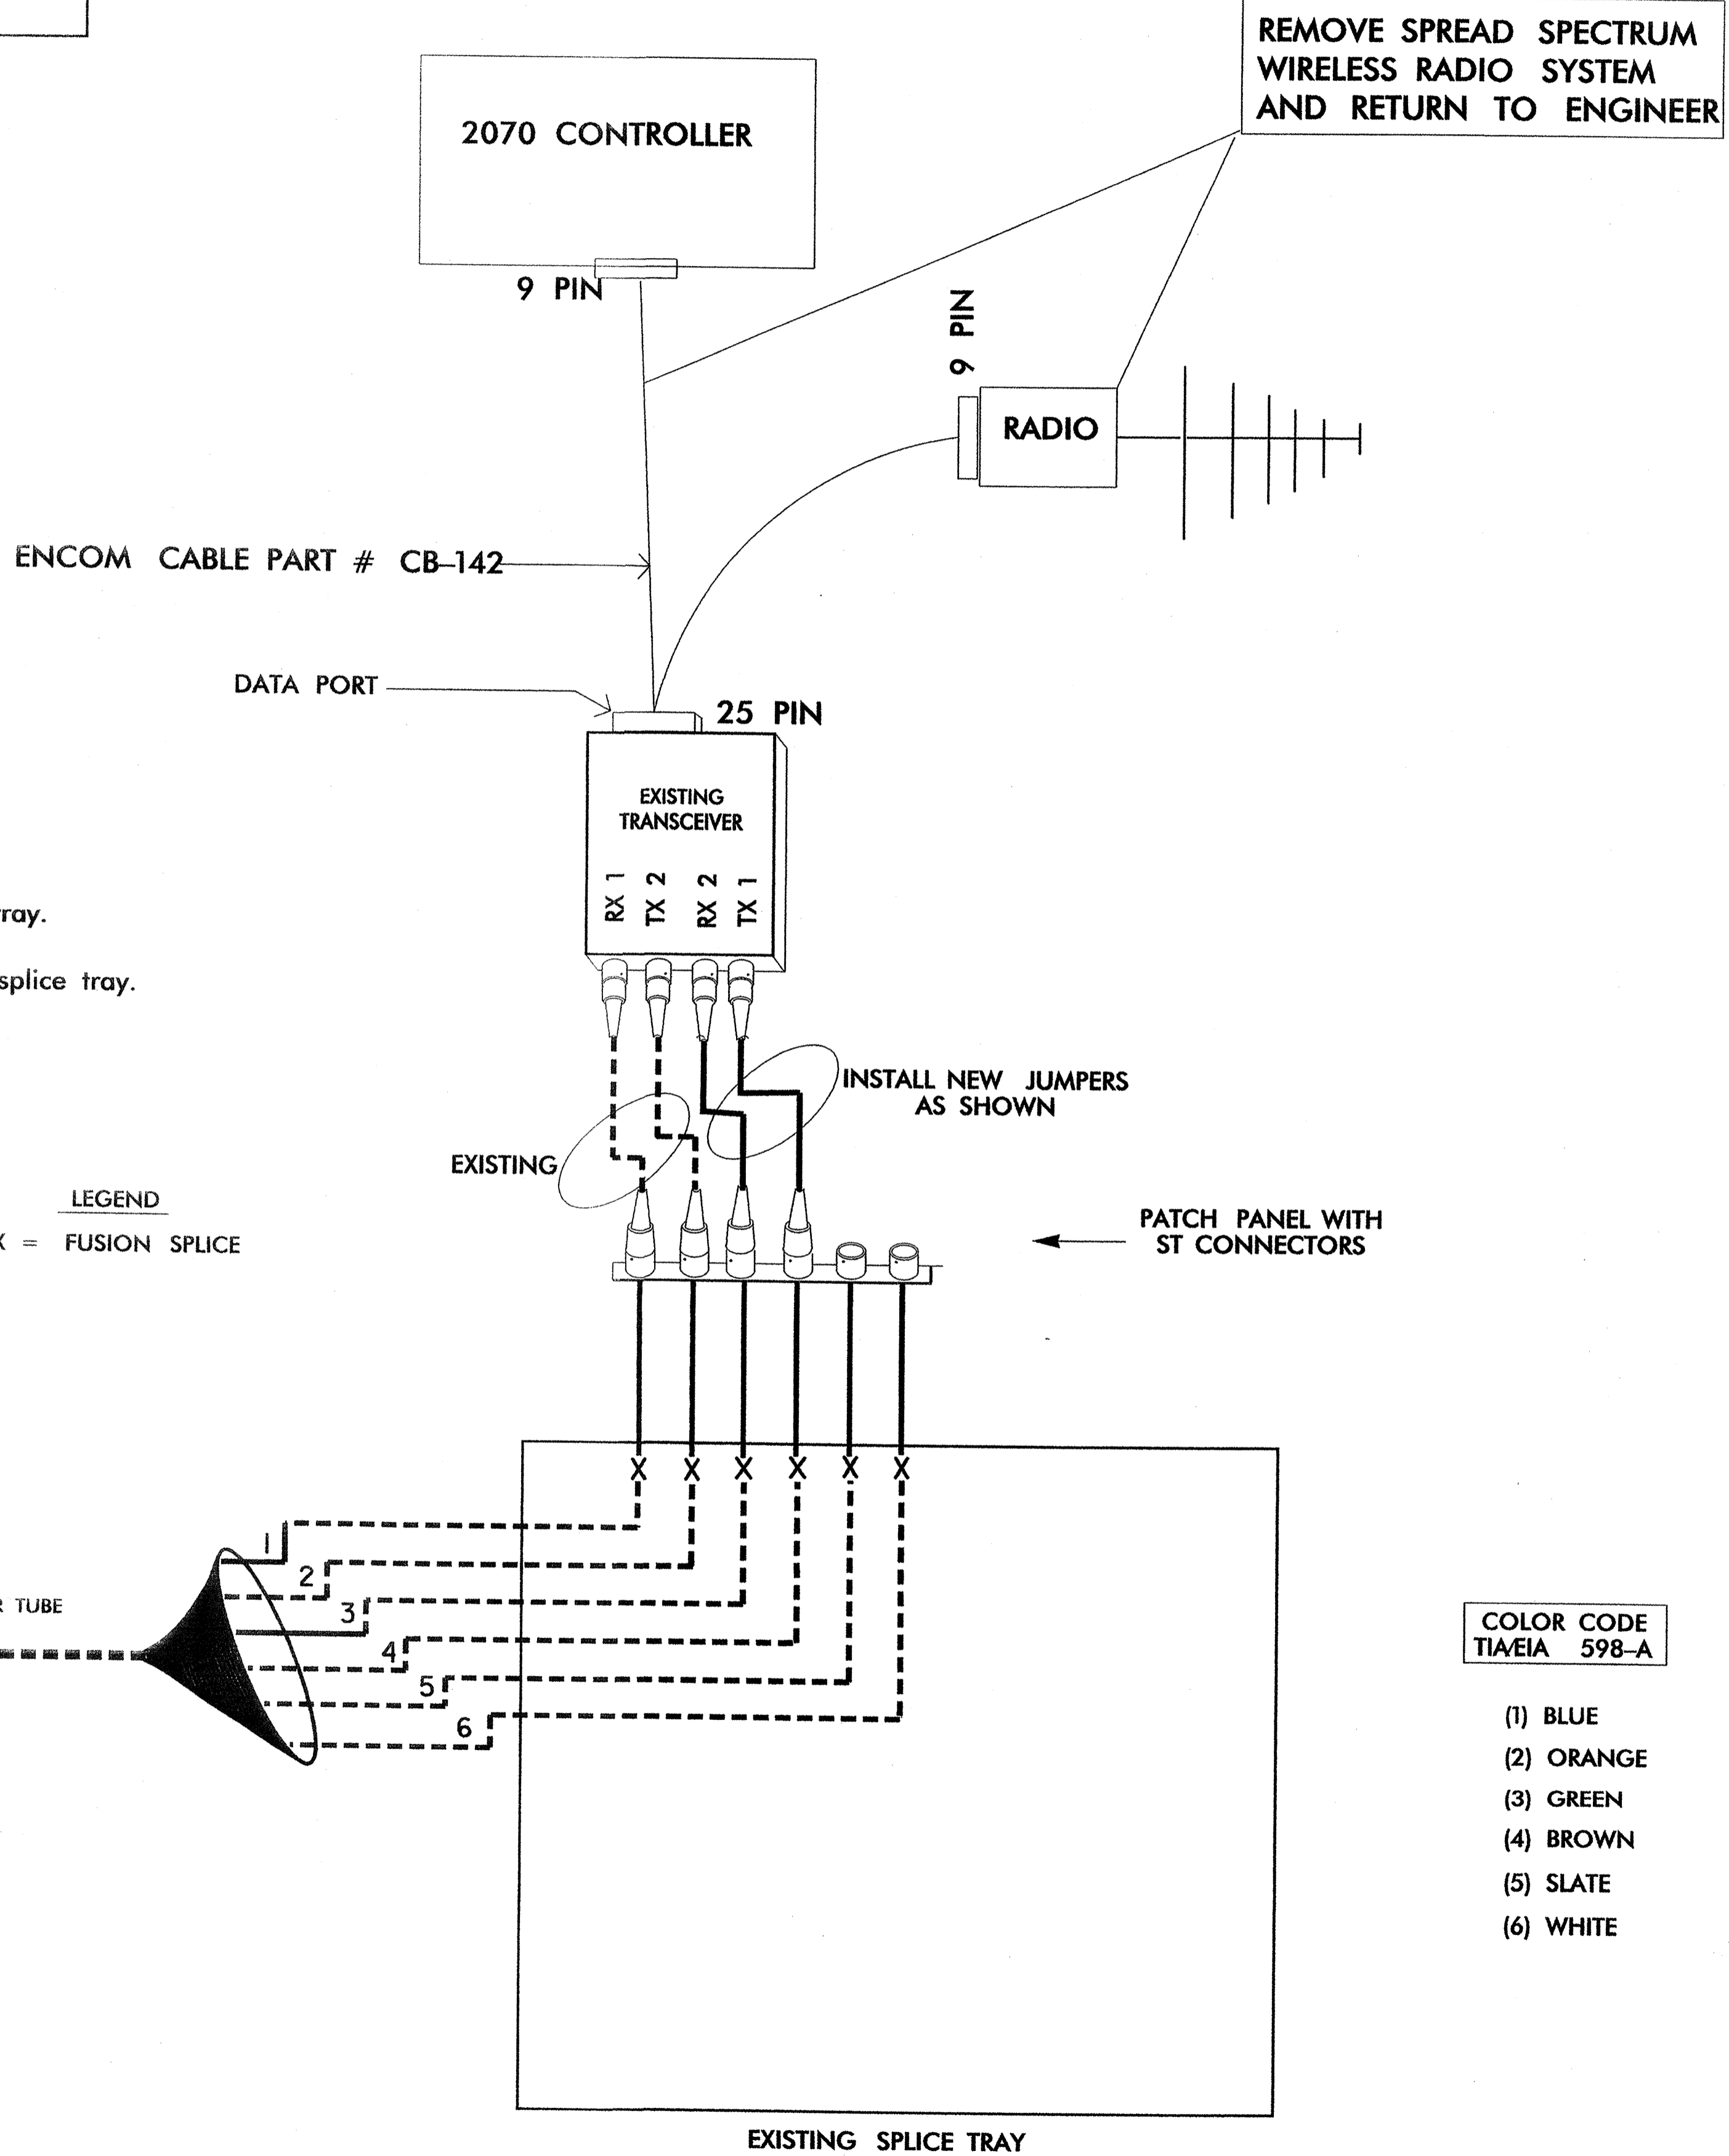 REMOVE SPREAD SPECTRUM
WIRELESS RADIO SYSTEM
AND RETURN TO ENGINEER
2070 CONTROLLER
9 PIN
9 PIN
RADIO
ENCOM CABLE PART # CB-142
DATA PORT
25 PIN
EXISTING
TRANSCEIVER
RX 1
TX 2
RX 2
TX 1
ray.
splice tray.
INSTALL NEW JUMPERS
AS SHOWN
EXISTING
LEGEND
X = FUSION SPLICE
PATCH PANEL WITH
ST CONNECTORS
X X X X X X
1
2
3
4
5
6
R TUBE
COLOR CODE
TIA/EIA 598-A
(1) BLUE
(2) ORANGE
(3) GREEN
(4) BROWN
(5) SLATE
(6) WHITE
EXISTING SPLICE TRAY